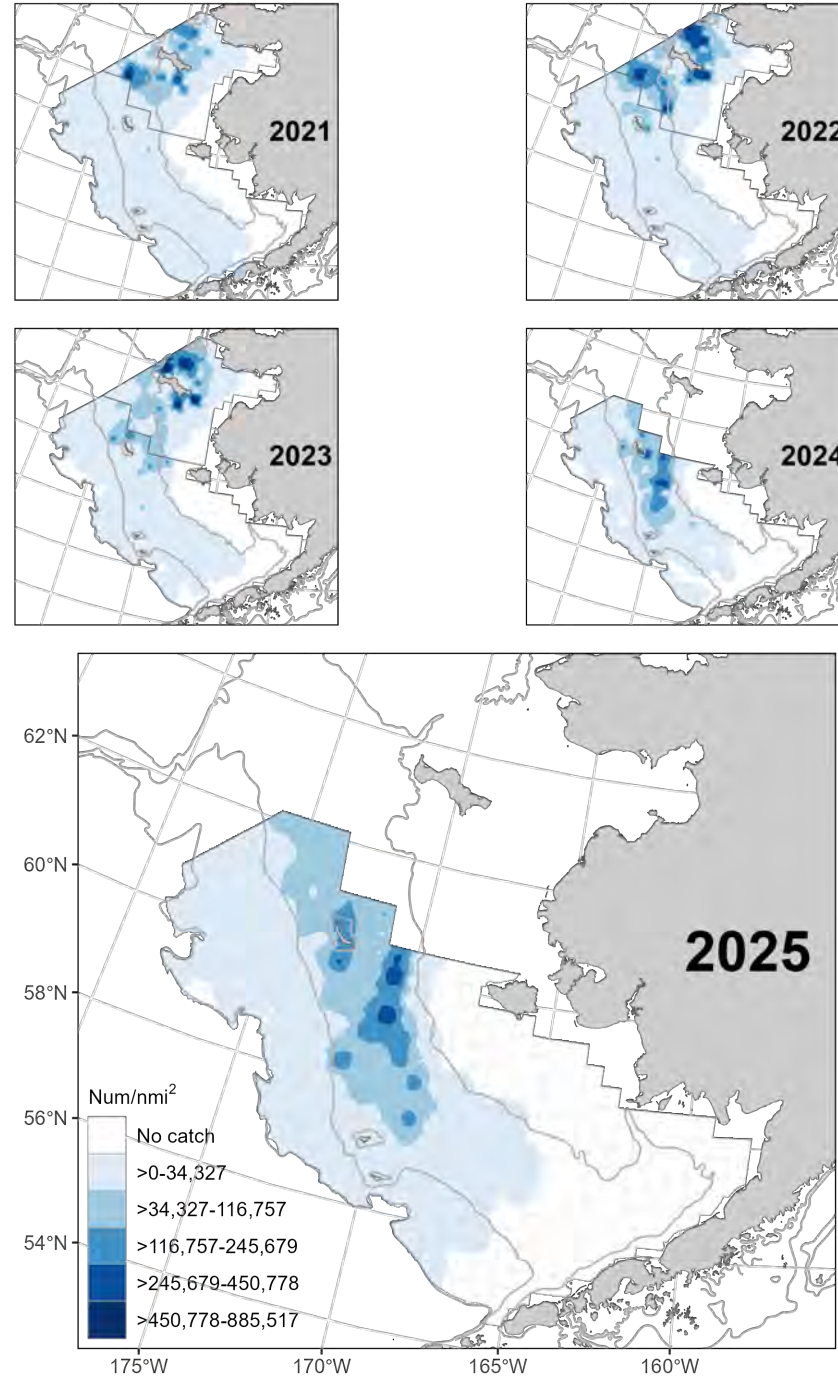 2021
2022
2023
2024
2025
62°N
60°N
58°N
56°N
54°N
Num/nmi²
No catch
>0-34,327
>34,327-116,757
>116,757-245,679
>245,679-450,778
>450,778-885,517
175°W
170°W
165°W
160°W